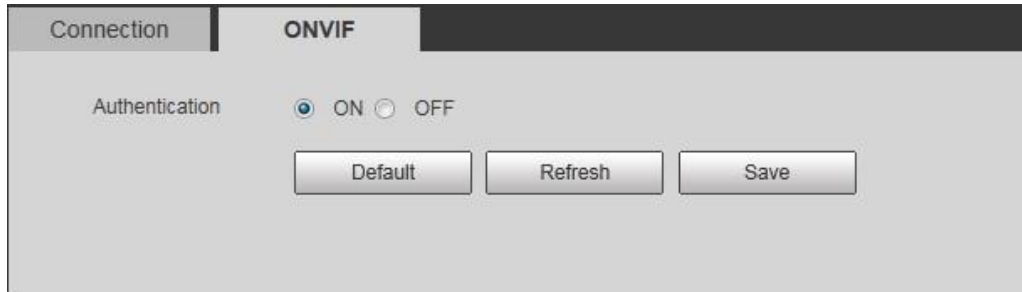 Connection ONVIF
Authentication ON OFF
Default Refresh Save